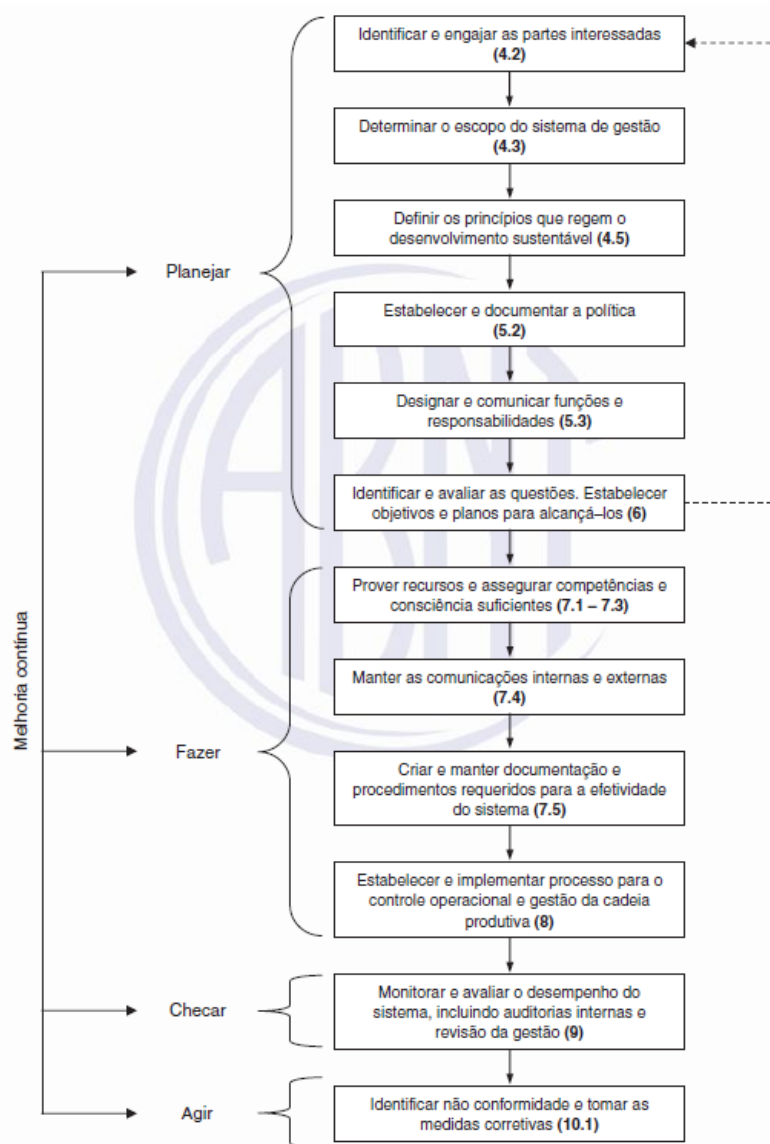 Identificar e engajar as partes interessadas
(4.2)
Determinar o escopo do sistema de gestão
(4.3)
Definir os princípios que regem o
desenvolvimento sustentável (4.5)
Planejar
Estabelecer e documentar a política
(5.2)
Designar e comunicar funções e
responsabilidades (5.3)
Identificar e avaliar as questões. Estabelecer
objetivos e planos para alcançá–los (6)
Prover recursos e assegurar competências e
consciência suficientes (7.1 – 7.3)
Melhoria contínua
Manter as comunicações internas e externas
(7.4)
Fazer
Criar e manter documentação e
procedimentos requeridos para a efetividade
do sistema (7.5)
Estabelecer e implementar processo para o
controle operacional e gestão da cadeia
produtiva (8)
Checar
Monitorar e avaliar o desempenho do
sistema, incluindo auditorias internas e
revisão da gestão (9)
Agir
Identificar não conformidade e tomar as
medidas corretivas (10.1)
ABNT